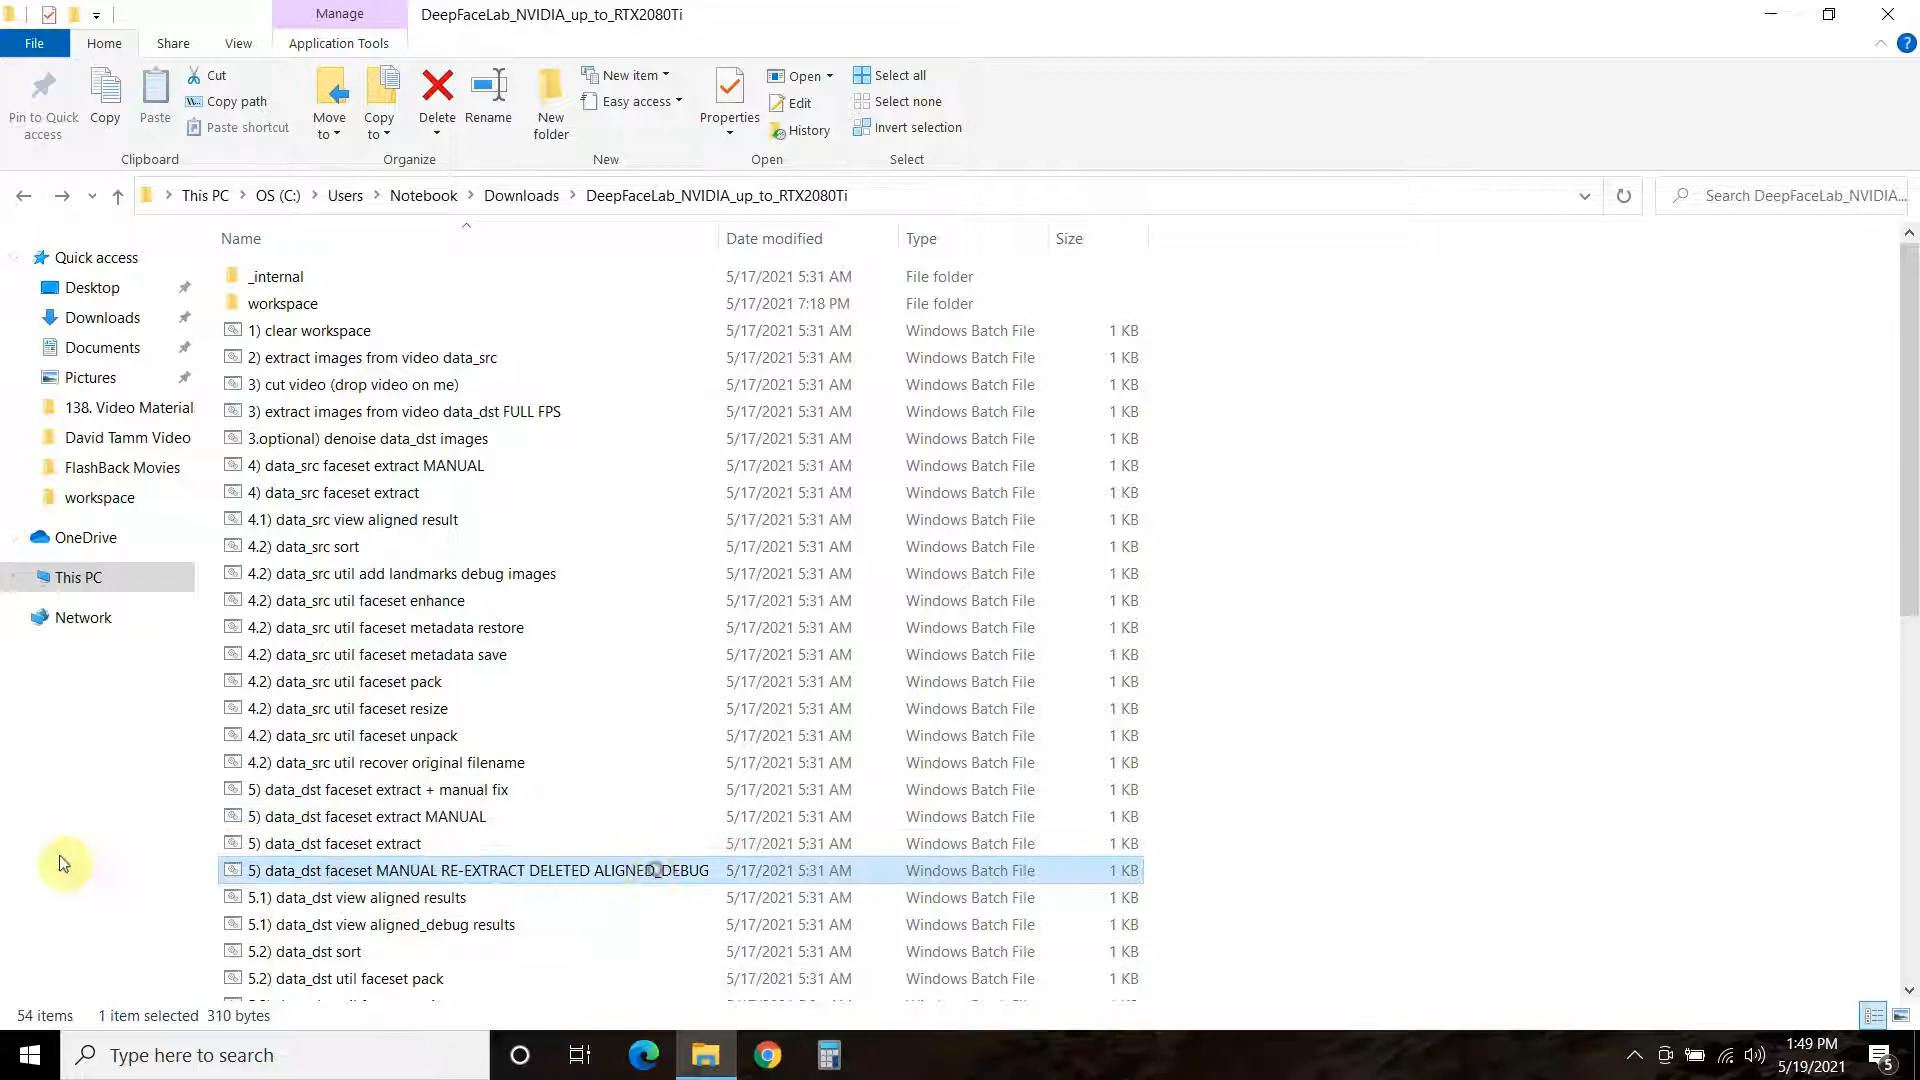 Manage
DeepFaceLab_NVIDIA_up_to_RTX2080Ti
File
Home
Share
View
Application Tools
Pin to Quick access
Copy
Paste
Cut
Copy path
Paste shortcut
Clipboard
Move to
Copy to
Delete
Rename
Organize
New folder
New item
Easy access
New
Properties
Open
Edit
History
Open
Select all
Select none
Invert selection
Select
This PC
OS (C:)
Users
Notebook
Downloads
DeepFaceLab_NVIDIA_up_to_RTX2080Ti
Search DeepFaceLab_NVIDIA...
Quick access
Desktop
Downloads
Documents
Pictures
138. Video Material
David Tamm Video
FlashBack Movies
workspace
OneDrive
This PC
Network
Name Date modified Type Size
_internal 5/17/2021 5:31 AM File folder
workspace 5/17/2021 7:18 PM File folder
1) clear workspace 5/17/2021 5:31 AM Windows Batch File 1 KB
2) extract images from video data_src 5/17/2021 5:31 AM Windows Batch File 1 KB
3) cut video (drop video on me) 5/17/2021 5:31 AM Windows Batch File 1 KB
3) extract images from video data_dst FULL FPS 5/17/2021 5:31 AM Windows Batch File 1 KB
3.optional) denoise data_dst images 5/17/2021 5:31 AM Windows Batch File 1 KB
4) data_src faceset extract MANUAL 5/17/2021 5:31 AM Windows Batch File 1 KB
4) data_src faceset extract 5/17/2021 5:31 AM Windows Batch File 1 KB
4.1) data_src view aligned result 5/17/2021 5:31 AM Windows Batch File 1 KB
4.2) data_src sort 5/17/2021 5:31 AM Windows Batch File 1 KB
4.2) data_src util add landmarks debug images 5/17/2021 5:31 AM Windows Batch File 1 KB
4.2) data_src util faceset enhance 5/17/2021 5:31 AM Windows Batch File 1 KB
4.2) data_src util faceset metadata restore 5/17/2021 5:31 AM Windows Batch File 1 KB
4.2) data_src util faceset metadata save 5/17/2021 5:31 AM Windows Batch File 1 KB
4.2) data_src util faceset pack 5/17/2021 5:31 AM Windows Batch File 1 KB
4.2) data_src util faceset resize 5/17/2021 5:31 AM Windows Batch File 1 KB
4.2) data_src util faceset unpack 5/17/2021 5:31 AM Windows Batch File 1 KB
4.2) data_src util recover original filename 5/17/2021 5:31 AM Windows Batch File 1 KB
5) data_dst faceset extract + manual fix 5/17/2021 5:31 AM Windows Batch File 1 KB
5) data_dst faceset extract MANUAL 5/17/2021 5:31 AM Windows Batch File 1 KB
5) data_dst faceset extract 5/17/2021 5:31 AM Windows Batch File 1 KB
5) data_dst faceset MANUAL RE-EXTRACT DELETED ALIGNED_DEBUG 5/17/2021 5:31 AM Windows Batch File 1 KB
5.1) data_dst view aligned results 5/17/2021 5:31 AM Windows Batch File 1 KB
5.1) data_dst view aligned_debug results 5/17/2021 5:31 AM Windows Batch File 1 KB
5.2) data_dst sort 5/17/2021 5:31 AM Windows Batch File 1 KB
5.2) data_dst util faceset pack 5/17/2021 5:31 AM Windows Batch File 1 KB
54 items 1 item selected 310 bytes
Type here to search
1:49 PM
5/19/2021
5